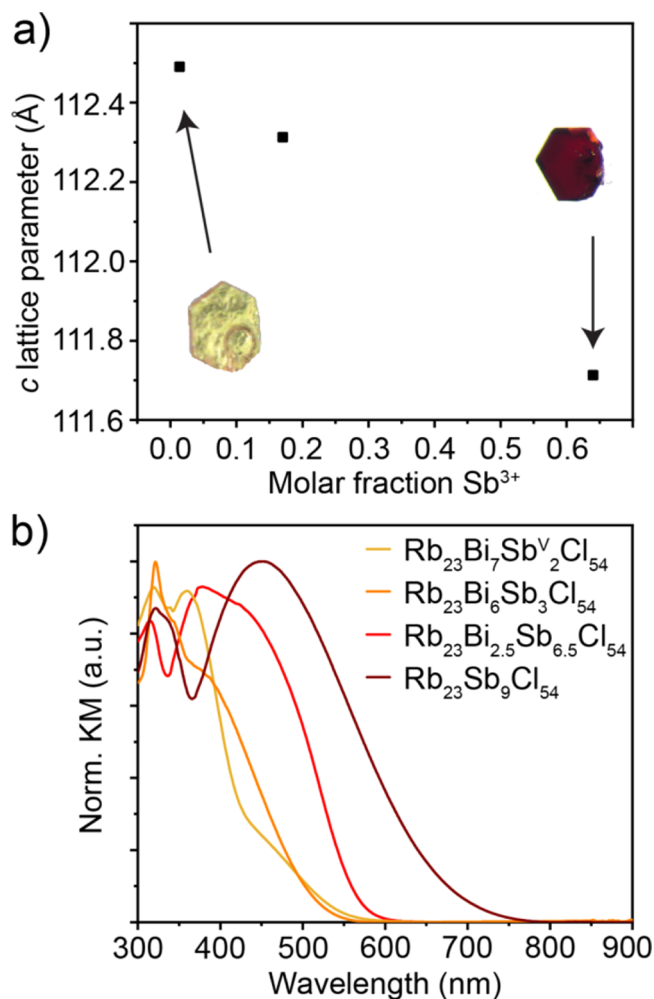 a)
c lattice parameter (Å)
112.4
112.2
112.0
111.8
111.6
0.0 0.1 0.2 0.3 0.4 0.5 0.6
Molar fraction Sb³⁺
b)
Norm. KM (a.u.)
Rb₂₃Bi₇Sbⱽ₂Cl₅₄
Rb₂₃Bi₆Sb₃Cl₅₄
Rb₂₃Bi₂.₅Sb₆.₅Cl₅₄
Rb₂₃Sb₉Cl₅₄
300 400 500 600 700 800 900
Wavelength (nm)